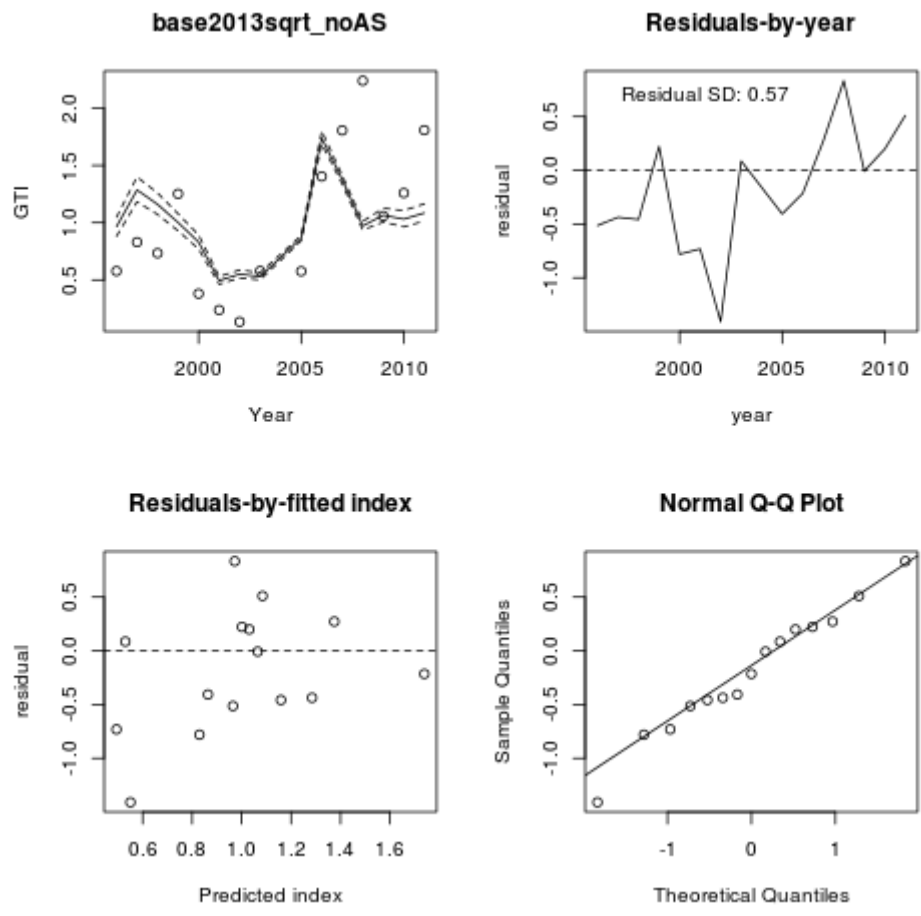 base2013sqrt_noAS
GTI
2.0
1.5
1.0
0.5
2000 2005 2010
Year
Residuals-by-year
Residual SD: 0.57
residual
0.5
0.0
-0.5
-1.0
2000 2005 2010
year
Residuals-by-fitted index
residual
0.5
0.0
-0.5
-1.0
0.6 0.8 1.0 1.2 1.4 1.6
Predicted index
Normal Q-Q Plot
Sample Quantiles
0.5
0.0
-0.5
-1.0
-1 0 1
Theoretical Quantiles